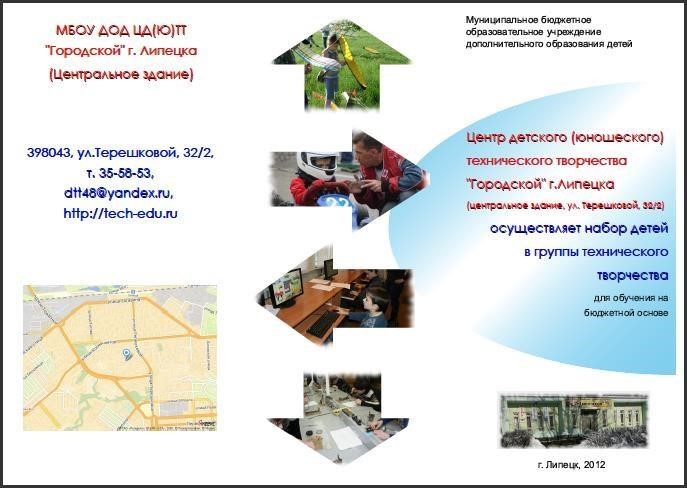 МБОУ ДОД ЦД(Ю)ТТ
"Городской" г. Липецка
(Центральное здание)
398043, ул.Терешковой, 32/2,
т. 35-58-53,
dtt48@yandex.ru,
http://tech-edu.ru
Муниципальное бюджетное
образовательное учреждение
дополнительного образования детей
Центр детского (юношеского)
технического творчества
"Городской" г.Липецка
(центральное здание, ул. Терешковой, 32/2)
осуществляет набор детей
в группы технического
творчества
для обучения на
бюджетной основе
г. Липецк, 2012